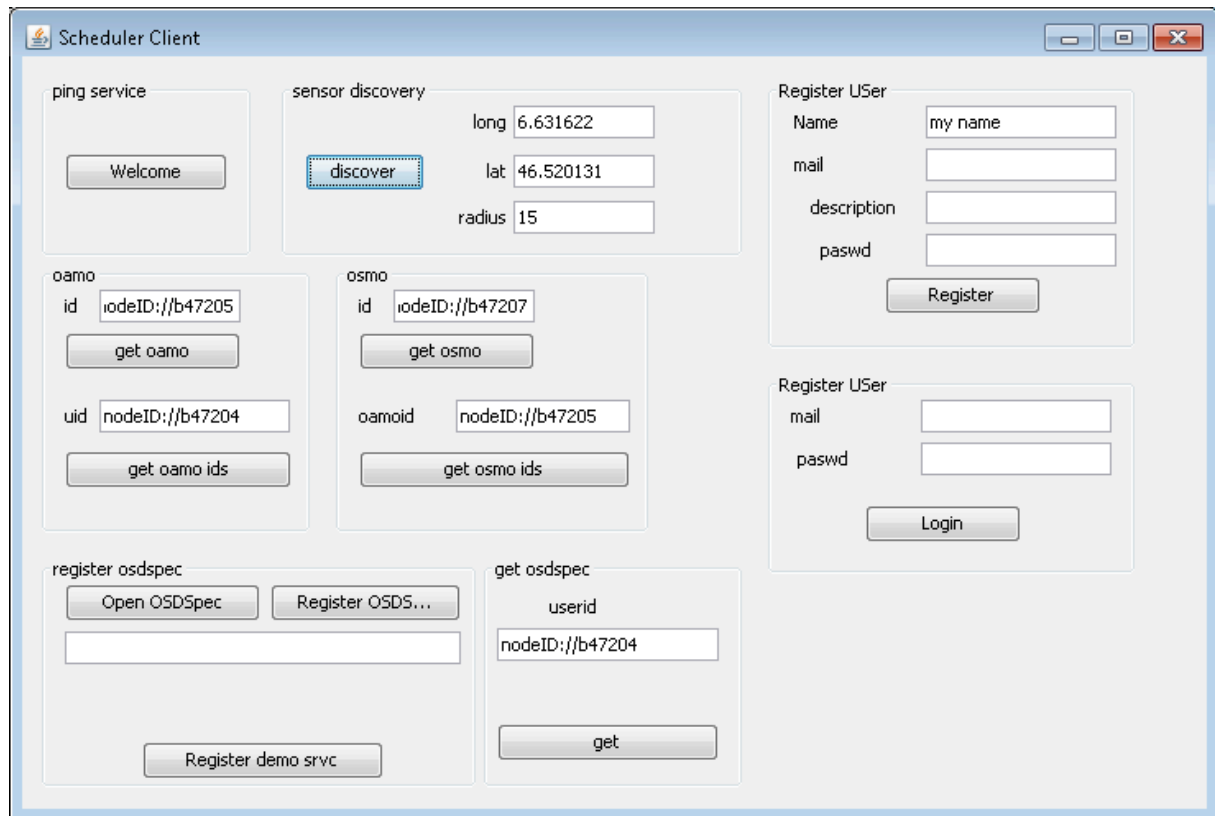 Scheduler Client
ping service
Welcome
sensor discovery
long 6.631622
discover
lat 46.520131
radius 15
Register USer
Name my name
mail
description
paswd
Register
oamo
id odeID://b47205
get oamo
uid nodeID://b47204
get oamo ids
osmo
id odeID://b47207
get osmo
oamoid nodeID://b47205
get osmo ids
Register USer
mail
paswd
Login
register osdspec
Open OSDSpec Register OSDS...
Register demo srvc
get osdspec
userid
nodeID://b47204
get